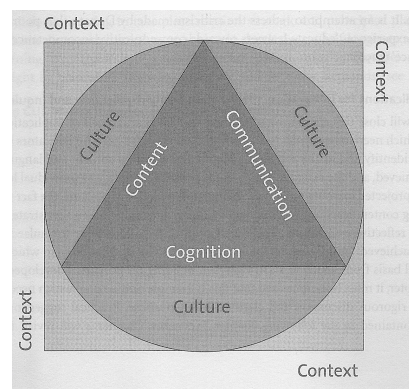 Context
Context
Culture
Culture
Content
Communication
Cognition
Culture
Context
Context